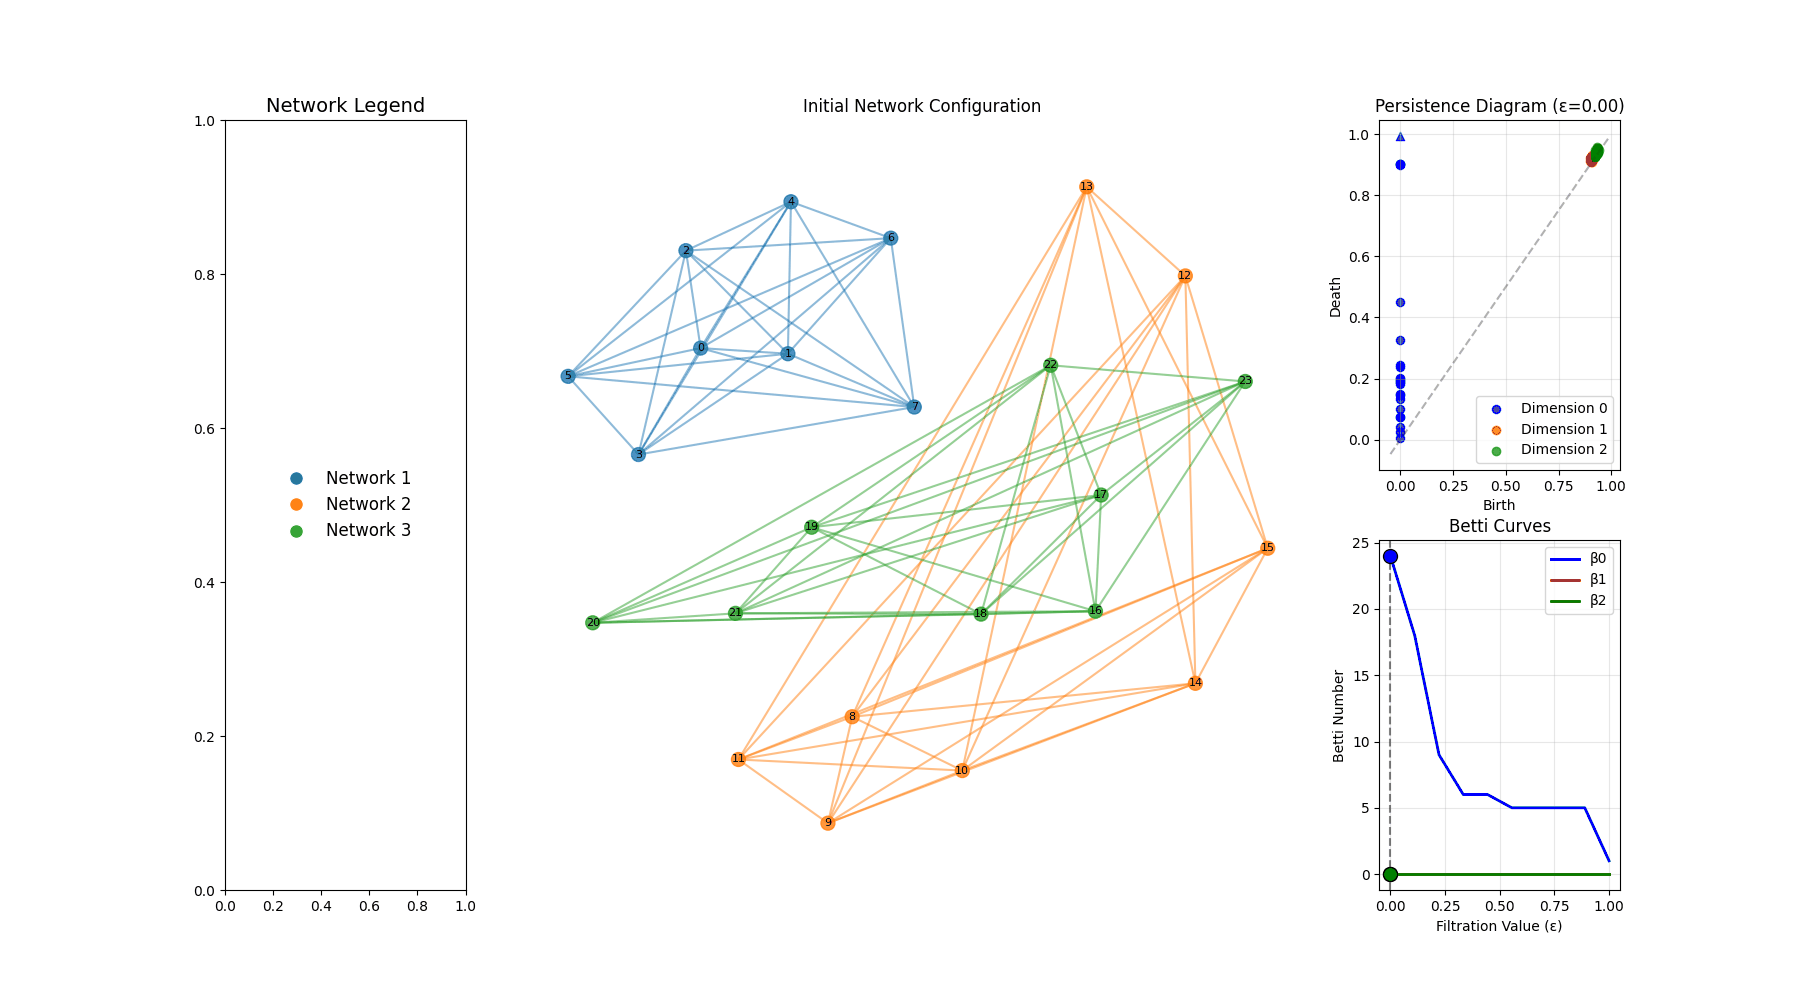 Network Legend
1.0
0.8
0.6
0.4
0.2
0.0
0.0 0.2 0.4 0.6 0.8 1.0
Network 1
Network 2
Network 3
Initial Network Configuration
13
4
6
2
12
0
1
22
5
23
7
3
17
19
15
21
18
16
20
14
8
11
10
9
Persistence Diagram (ε=0.00)
Death
1.0
0.8
0.6
0.4
0.2
0.0
Dimension 0
Dimension 1
Dimension 2
0.00 0.25 0.50 0.75 1.00
Birth
Betti Curves
Betti Number
25
20
15
10
5
0
β0
β1
β2
0.00 0.25 0.50 0.75 1.00
Filtration Value (ε)